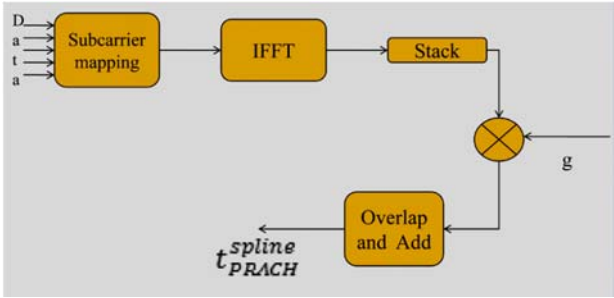 D
a
t
a
Subcarrier
mapping
IFFT
Stack
g
Overlap
and Add
t_{PRACH}^{spline}